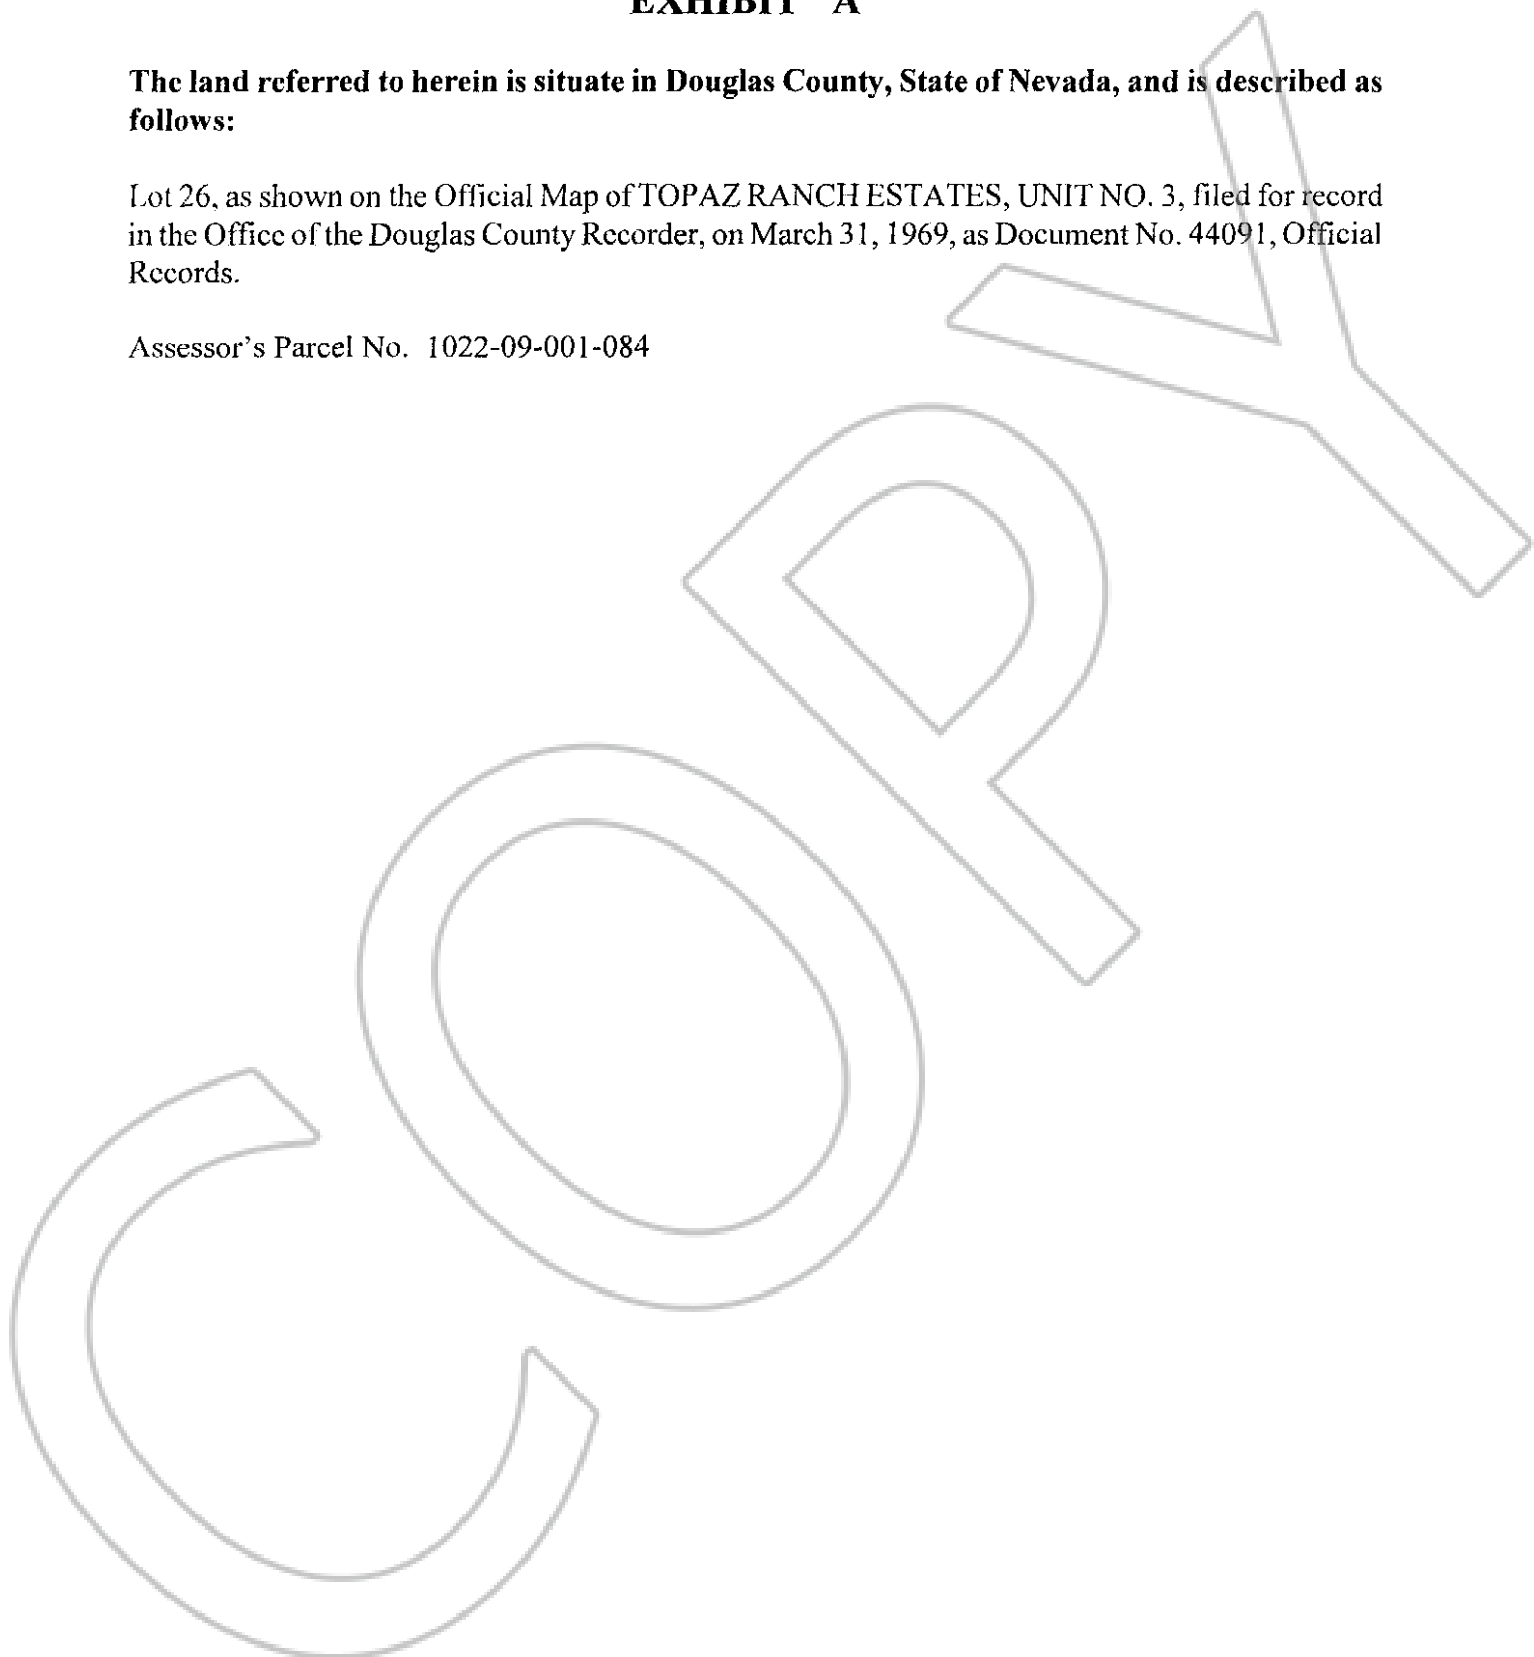 EXHIBIT A
The land referred to herein is situate in Douglas County, State of Nevada, and is described as
follows:
Lot 26, as shown on the Official Map of TOPAZ RANCH ESTATES, UNIT NO. 3, filed for record
in the Office of the Douglas County Recorder, on March 31, 1969, as Document No. 44091, Official
Records.
Assessor's Parcel No. 1022-09-001-084
COPY